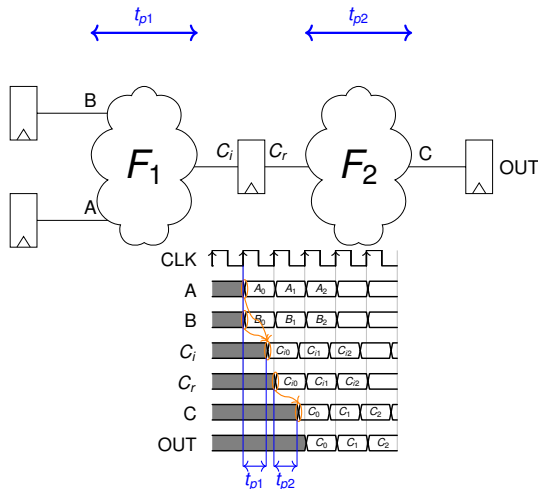 tp1 tp2
B
F1 Ci Cr F2 C OUT
A
CLK
A A0 A1 A2
B B0 B1 B2
Ci Ci0 Ci1 Ci2
Cr Ci0 Ci1 Ci2
C C0 C1 C2
OUT C0 C1 C2
tp1 tp2